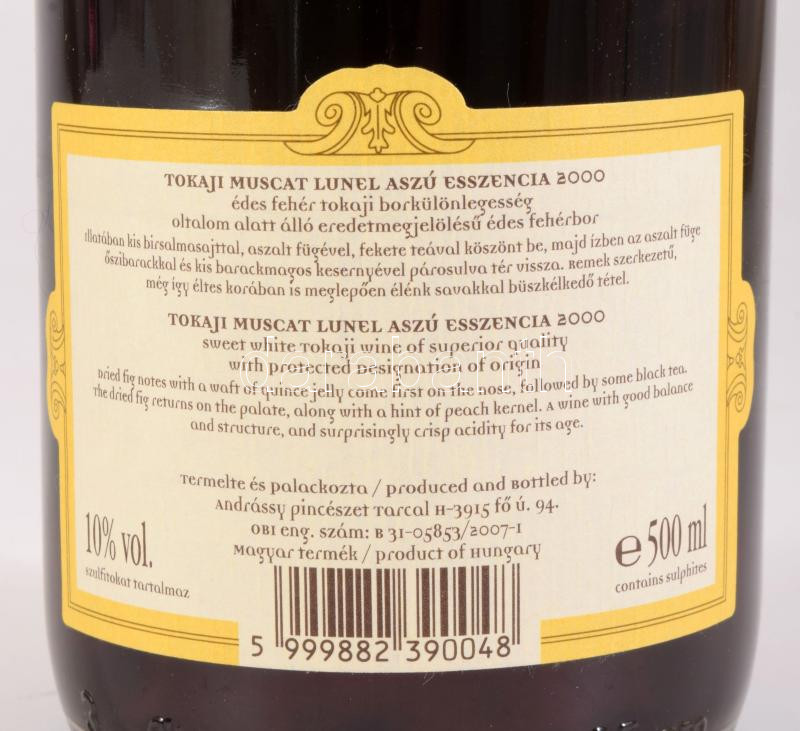 TOKAJI MUSCAT LUNEL ASZÚ ESSZENCIA 2000
édes fehér tokaji borkülönlegesség
oltalom alatt álló eredetmegjelölésű édes fehérbor
Illatában kis birsalmasajttal, aszalt fügével, fekete teával köszönt be, majd ízben az aszalt füge
őszibarackkal és kis barackmagos kesernyével párosulva tér vissza. Remek szerkezetű,
még így éltes korában is meglepően élénk savakkal büszkélkedő tétel.
TOKAJI MUSCAT LUNEL ASZÚ ESSZENCIA 2000
sweet white Tokaji wine of superior quality
with protected Designation of origin
Dried fig notes with a waft of quince jelly come first on the nose, followed by some black tea.
The dried fig returns on the palate, along with a hint of peach kernel. A wine with good balance
and structure, and surprisingly crisp acidity for its age.
Termelte és palackozta / produced and Bottled by:
Andrássy pincészet Tarcal H-3915 fő ú. 94.
OBI eng. szám: B 31-05853/2007-1
Magyar termék / product of Hungary
10% vol.
szulfitokat tartalmaz
e 500 ml
contains sulphites
5 999882 390048
darabanth